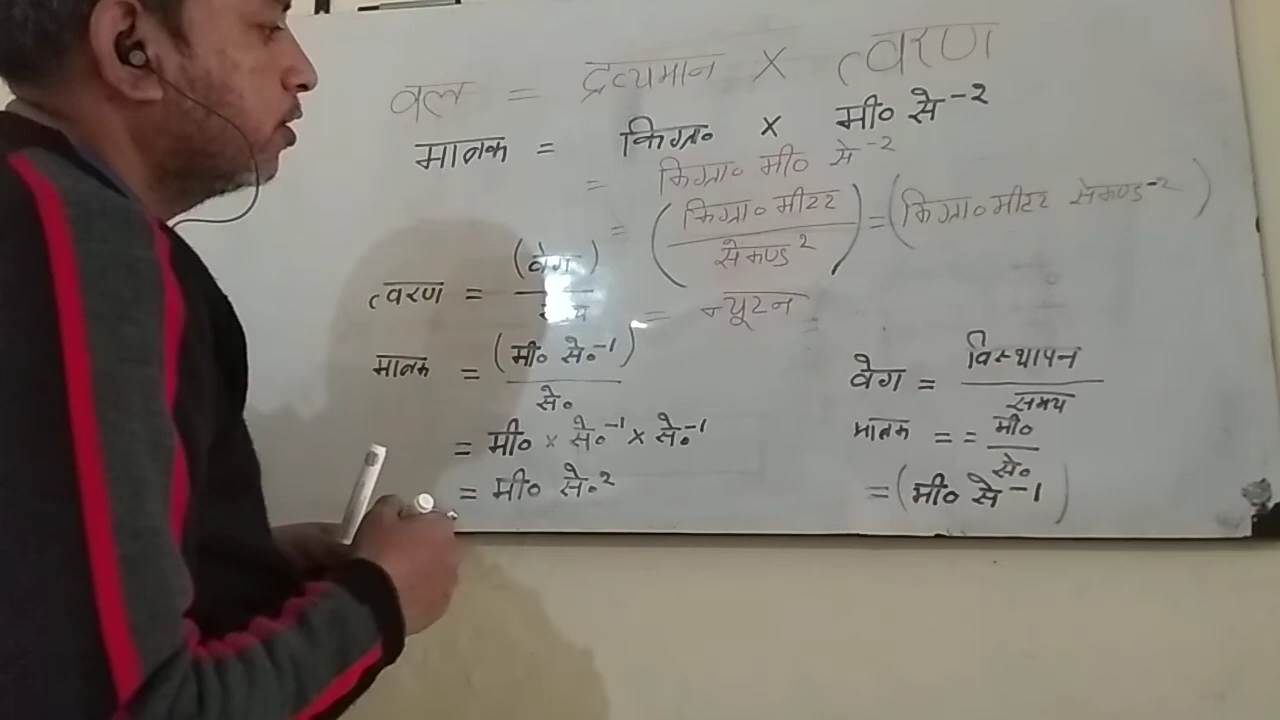 वल = द्रव्यमान × त्वरण
मानक = किग्रा० × मी० से-²
= किग्रा० मी० से-²
= (किग्रा० मीटर / सेकण्ड²) = (किग्रा० मीटर सेकण्ड-²)
= न्यूटन
त्वरण = (वेग) /
मानक = (मी० से०-¹) / से०
= मी० × से०-¹ × से०-¹
= मी० से०²
वेग = विस्थापन / समय
मानक = = मी० / से०
= (मी० से-¹)